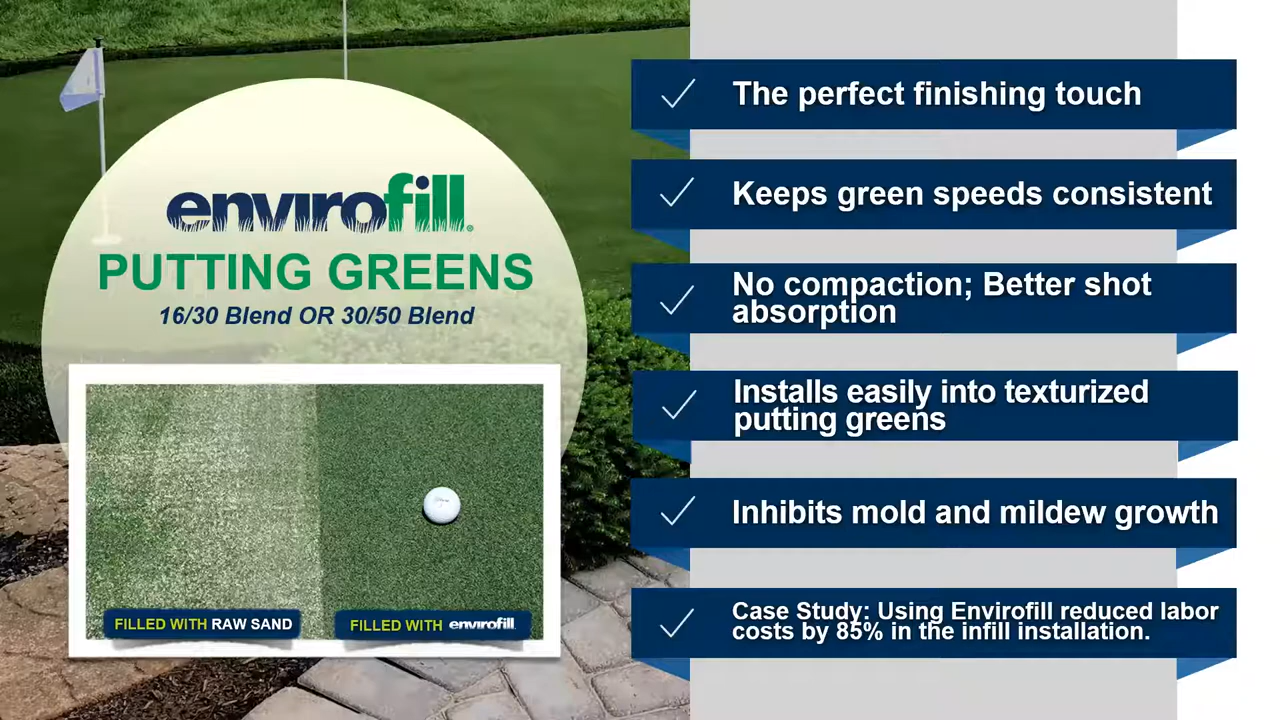 envirofill®
PUTTING GREENS
16/30 Blend OR 30/50 Blend
FILLED WITH RAW SAND
FILLED WITH envirofill
The perfect finishing touch
Keeps green speeds consistent
No compaction; Better shot
absorption
Installs easily into texturized
putting greens
Inhibits mold and mildew growth
Case Study: Using Envirofill reduced labor
costs by 85% in the infill installation.